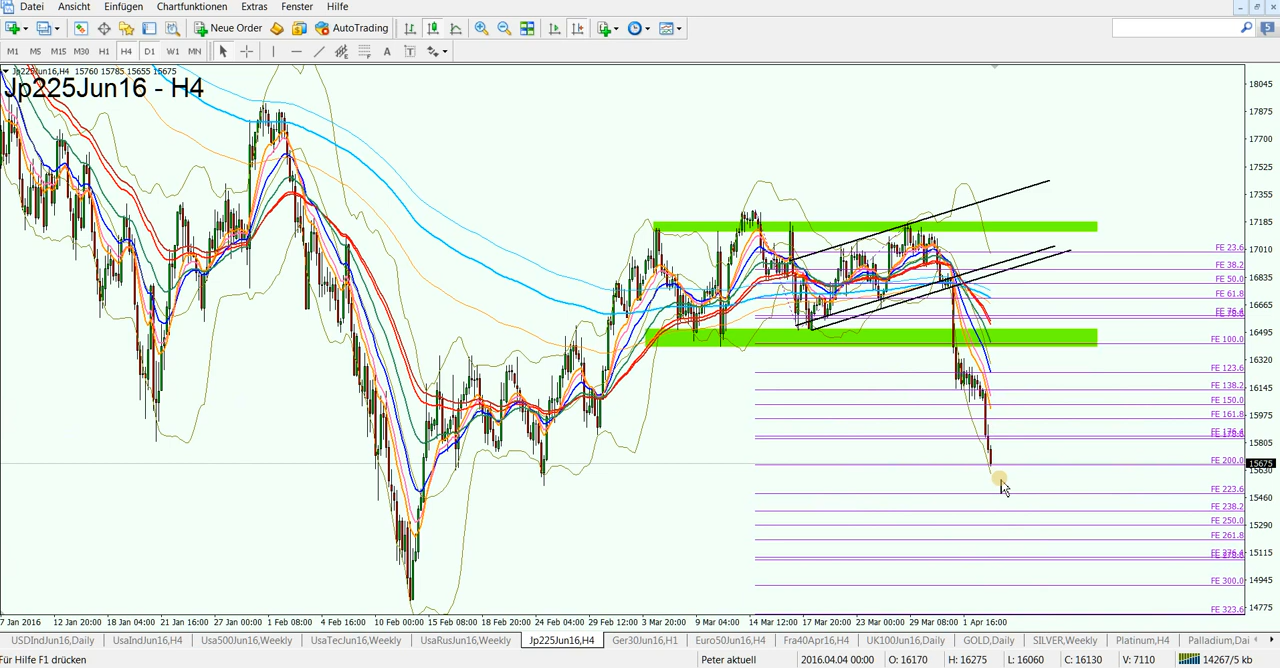 Datei Ansicht Einfügen Chartfunktionen Extras Fenster Hilfe
Neue Order AutoTrading
M1 M5 M15 M30 H1 H4 D1 W1 MN A T
Jp225Jun16,H4 15760 15785 15655 15675
Jp225Jun16 - H4
18045
17875
17700
17525
17355
17185
17010
16835
16665
16495
16320
16145
15975
15805
15675
15630
15460
15290
15115
14945
14775
FE 23.6
FE 38.2
FE 50.0
FE 61.8
FE 100.0
FE 123.6
FE 138.2
FE 150.0
FE 161.8
FE 200.0
FE 223.6
FE 238.2
FE 250.0
FE 261.8
FE 300.0
FE 323.6
7 Jan 2016 12 Jan 20:00 18 Jan 04:00 21 Jan 16:00 27 Jan 00:00 1 Feb 08:00 4 Feb 16:00 10 Feb 00:00 15 Feb 08:00 18 Feb 20:00 24 Feb 04:00 29 Feb 12:00 3 Mar 20:00 9 Mar 04:00 14 Mar 12:00 17 Mar 20:00 23 Mar 00:00 29 Mar 08:00 1 Apr 16:00
USDIndJun16,Daily UsaIndJun16,H4 Usa500Jun16,Weekly UsaTecJun16,Weekly UsaRusJun16,Weekly Jp225Jun16,H4 Ger30Jun16,H1 Euro50Jun16,H4 Fra40Apr16,H4 UK100Jun16,Daily GOLD,Daily SILVER,Weekly Platinum,H4 Palladium,Dai
Für Hilfe F1 drücken Peter aktuell 2016.04.04 00:00 O: 16170 H: 16275 L: 16060 C: 16130 V: 7110 14267/5 kb